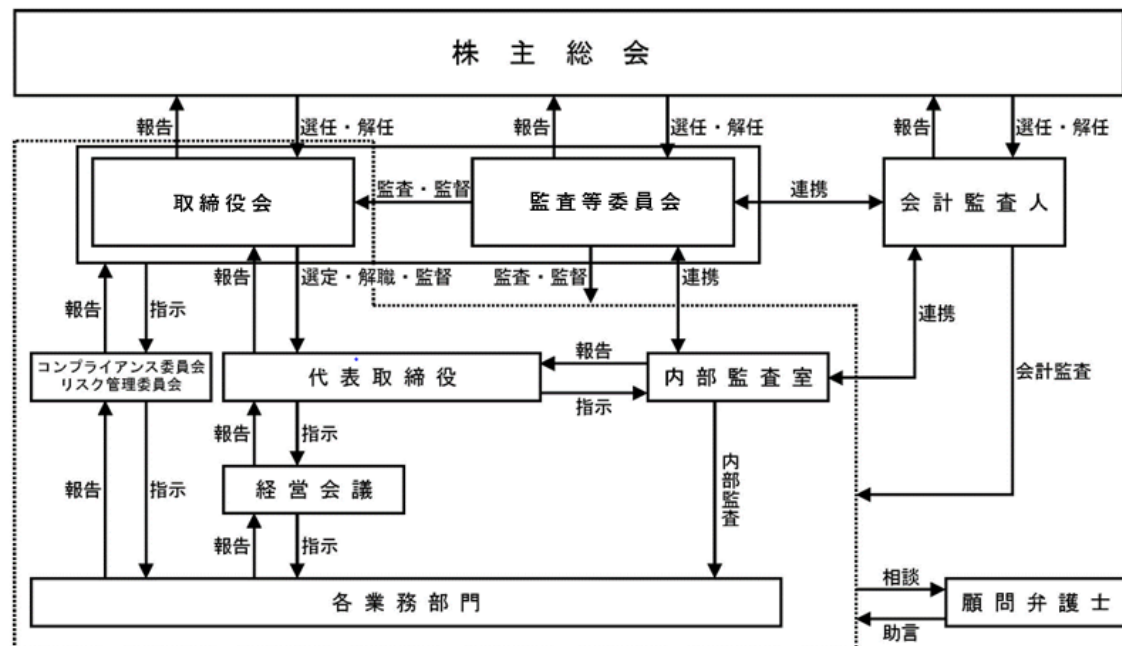 株主総会
報告
選任・解任
報告
選任・解任
報告
選任・解任
取締役会
監査・監督
監査等委員会
連携
会計監査人
報告
選定・解職・監督
監査・監督
連携
報告
指示
連携
コンプライアンス委員会
リスク管理委員会
代表取締役
報告
指示
内部監査室
会計監査
報告
指示
報告
指示
経営会議
内部監査
報告
指示
各業務部門
相談
助言
顧問弁護士